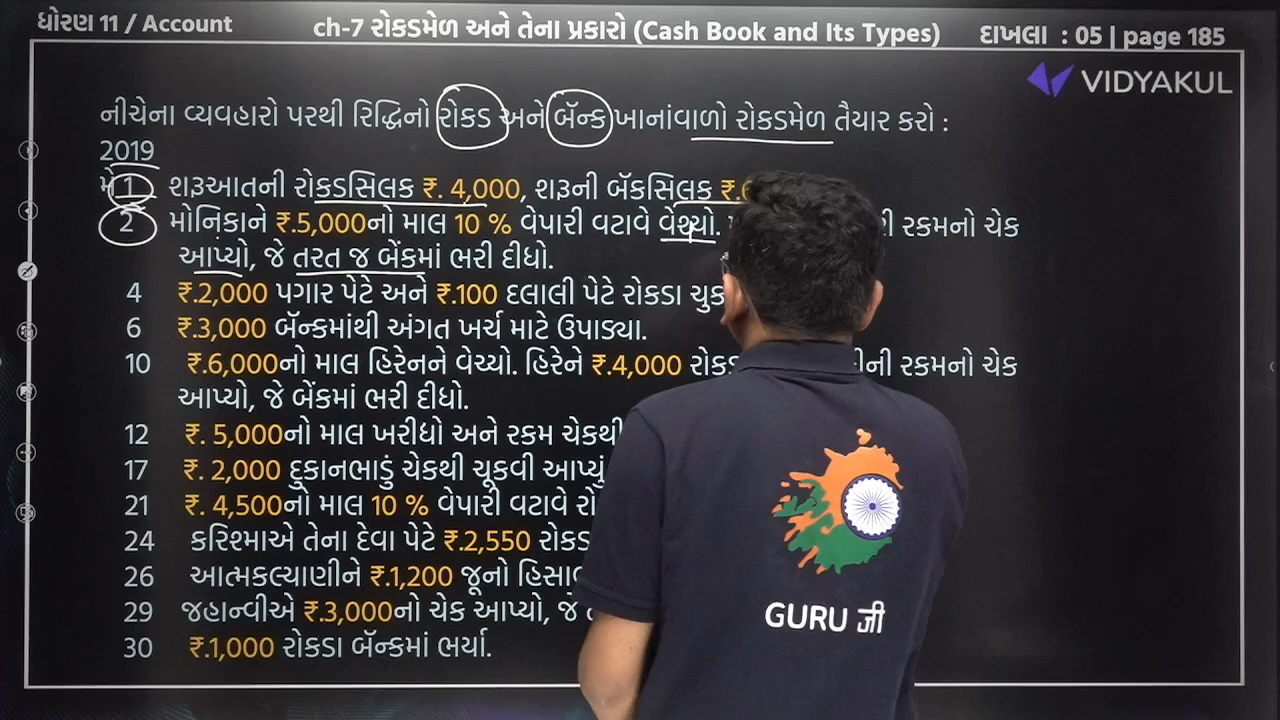 ધોરણ 11 / Account
ch-7 રોકડમેળ અને તેના પ્રકારો (Cash Book and Its Types)
દાખલા : 05 | page 185
VIDYAKUL
નીચેના વ્યવહારો પરથી રિદ્ધિનો રોકડ અને બૅન્ક ખાનાંવાળો રોકડમેળ તૈયાર કરો :
2019
મે 1 શરૂઆતની રોકડસિલક ₹. 4,000, શરૂની બૅંકસિલક ₹.
2 મોનિકાને ₹.5,000નો માલ 10 % વેપારી વટાવે વેચ્યો. રકમનો ચેક
આપ્યો, જે તરત જ બેંકમાં ભરી દીધો.
4 ₹.2,000 પગાર પેટે અને ₹.100 દલાલી પેટે રોકડા
6 ₹.3,000 બૅન્કમાંથી અંગત ખર્ચ માટે ઉપાડ્યા.
10 ₹.6,000નો માલ હિરેનને વેચ્યો. હિરેને ₹.4,000 રકમનો ચેક
આપ્યો, જે બેંકમાં ભરી દીધો.
12 ₹. 5,000નો માલ ખરીધો અને રકમ ચેકથી
17 ₹. 2,000 દુકાનભાડું ચેકથી ચૂકવી આપ્યું
21 ₹. 4,500નો માલ 10 % વેપારી વટાવે
24 કરિશ્માએ તેના દેવા પેટે ₹.2,550 રોકડ
26 આત્મકલ્યાણીને ₹.1,200 જૂનો
29 જહાન્વીએ ₹.3,000નો ચેક આપ્યો, જે
30 ₹.1,000 રોકડા બૅન્કમાં ભર્યા.
GURU જી